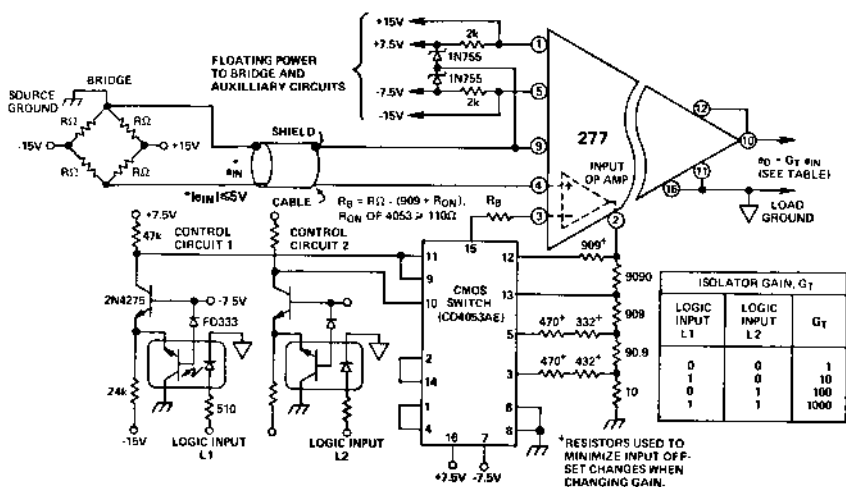 +15V
+7.5V
2k
1
FLOATING POWER
TO BRIDGE AND
AUXILLIARY CIRCUITS
1N755
1N755
-7.5V
2k
5
-15V
BRIDGE
SOURCE
GROUND
RΩ
RΩ
RΩ
RΩ
-15V
+15V
SHIELD
*
eIN
*|eIN|≤5V
CABLE
9
4
3
2
277
INPUT
OP AMP
12
10
11
16
eO = GT eIN
(SEE TABLE)
LOAD
GROUND
RB = RΩ - (909 + RON),
RON OF 4053 ≥ 110Ω
RB
+7.5V
47k
CONTROL
CIRCUIT 1
CONTROL
CIRCUIT 2
2N4275
-7.5V
FD333
24k
510
-15V
LOGIC INPUT
L1
LOGIC INPUT
L2
15
11
9
10
2
14
1
4
12
13
5
3
6
8
16
7
CMOS
SWITCH
(CD4053AE)
+7.5V
-7.5V
909+
9090
909
470+
332+
90.9
470+
432+
10
+RESISTORS USED TO
MINIMIZE INPUT OFF-
SET CHANGES WHEN
CHANGING GAIN.
ISOLATOR GAIN, GT
LOGIC INPUT L1
LOGIC INPUT L2
GT
0 0 1
1 0 10
0 1 100
1 1 1000